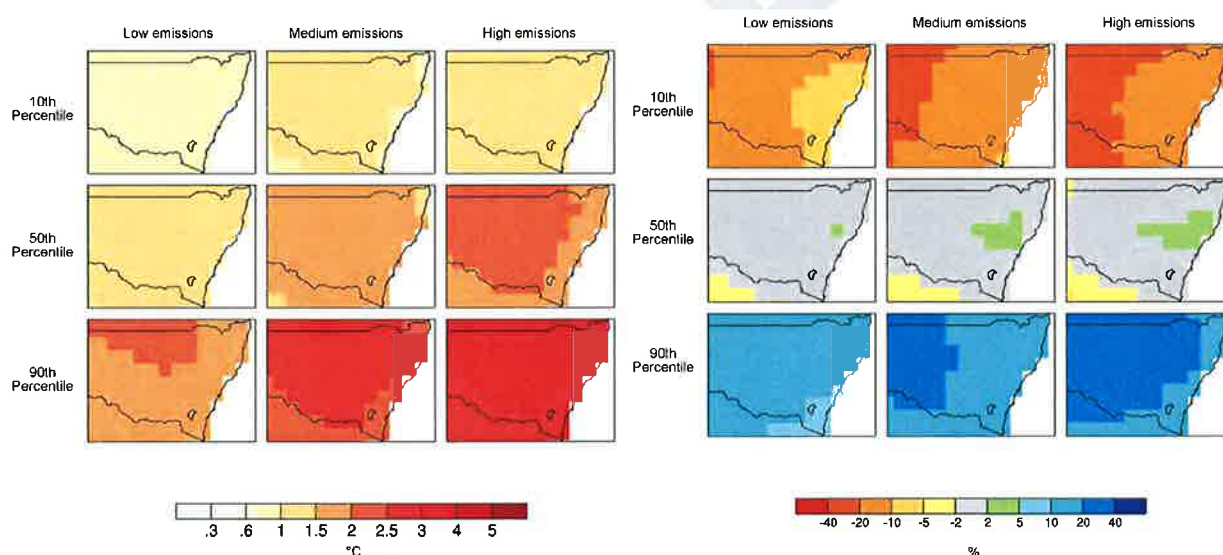 Low emissions Medium emissions High emissions
10th
Percentile
50th
Percentile
90th
Percentile
.3 .6 1 1.5 2 2.5 3 4 5
°C
Low emissions Medium emissions High emissions
10th
Percentile
50th
Percentile
90th
Percentile
-40 -20 -10 -5 -2 2 5 10 20 40
%